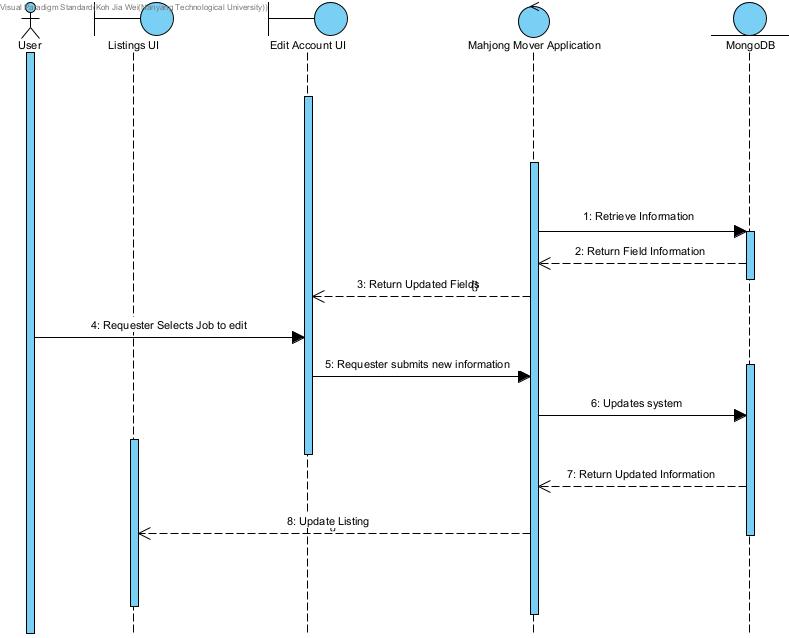 Visual Paradigm Standard(Koh Jia Wei(Nanyang Technological University))
User
Listings UI
Edit Account UI
Mahjong Mover Application
MongoDB
1: Retrieve Information
2: Return Field Information
3: Return Updated Fields
4: Requester Selects Job to edit
5: Requester submits new information
6: Updates system
7: Return Updated Information
8: Update Listing